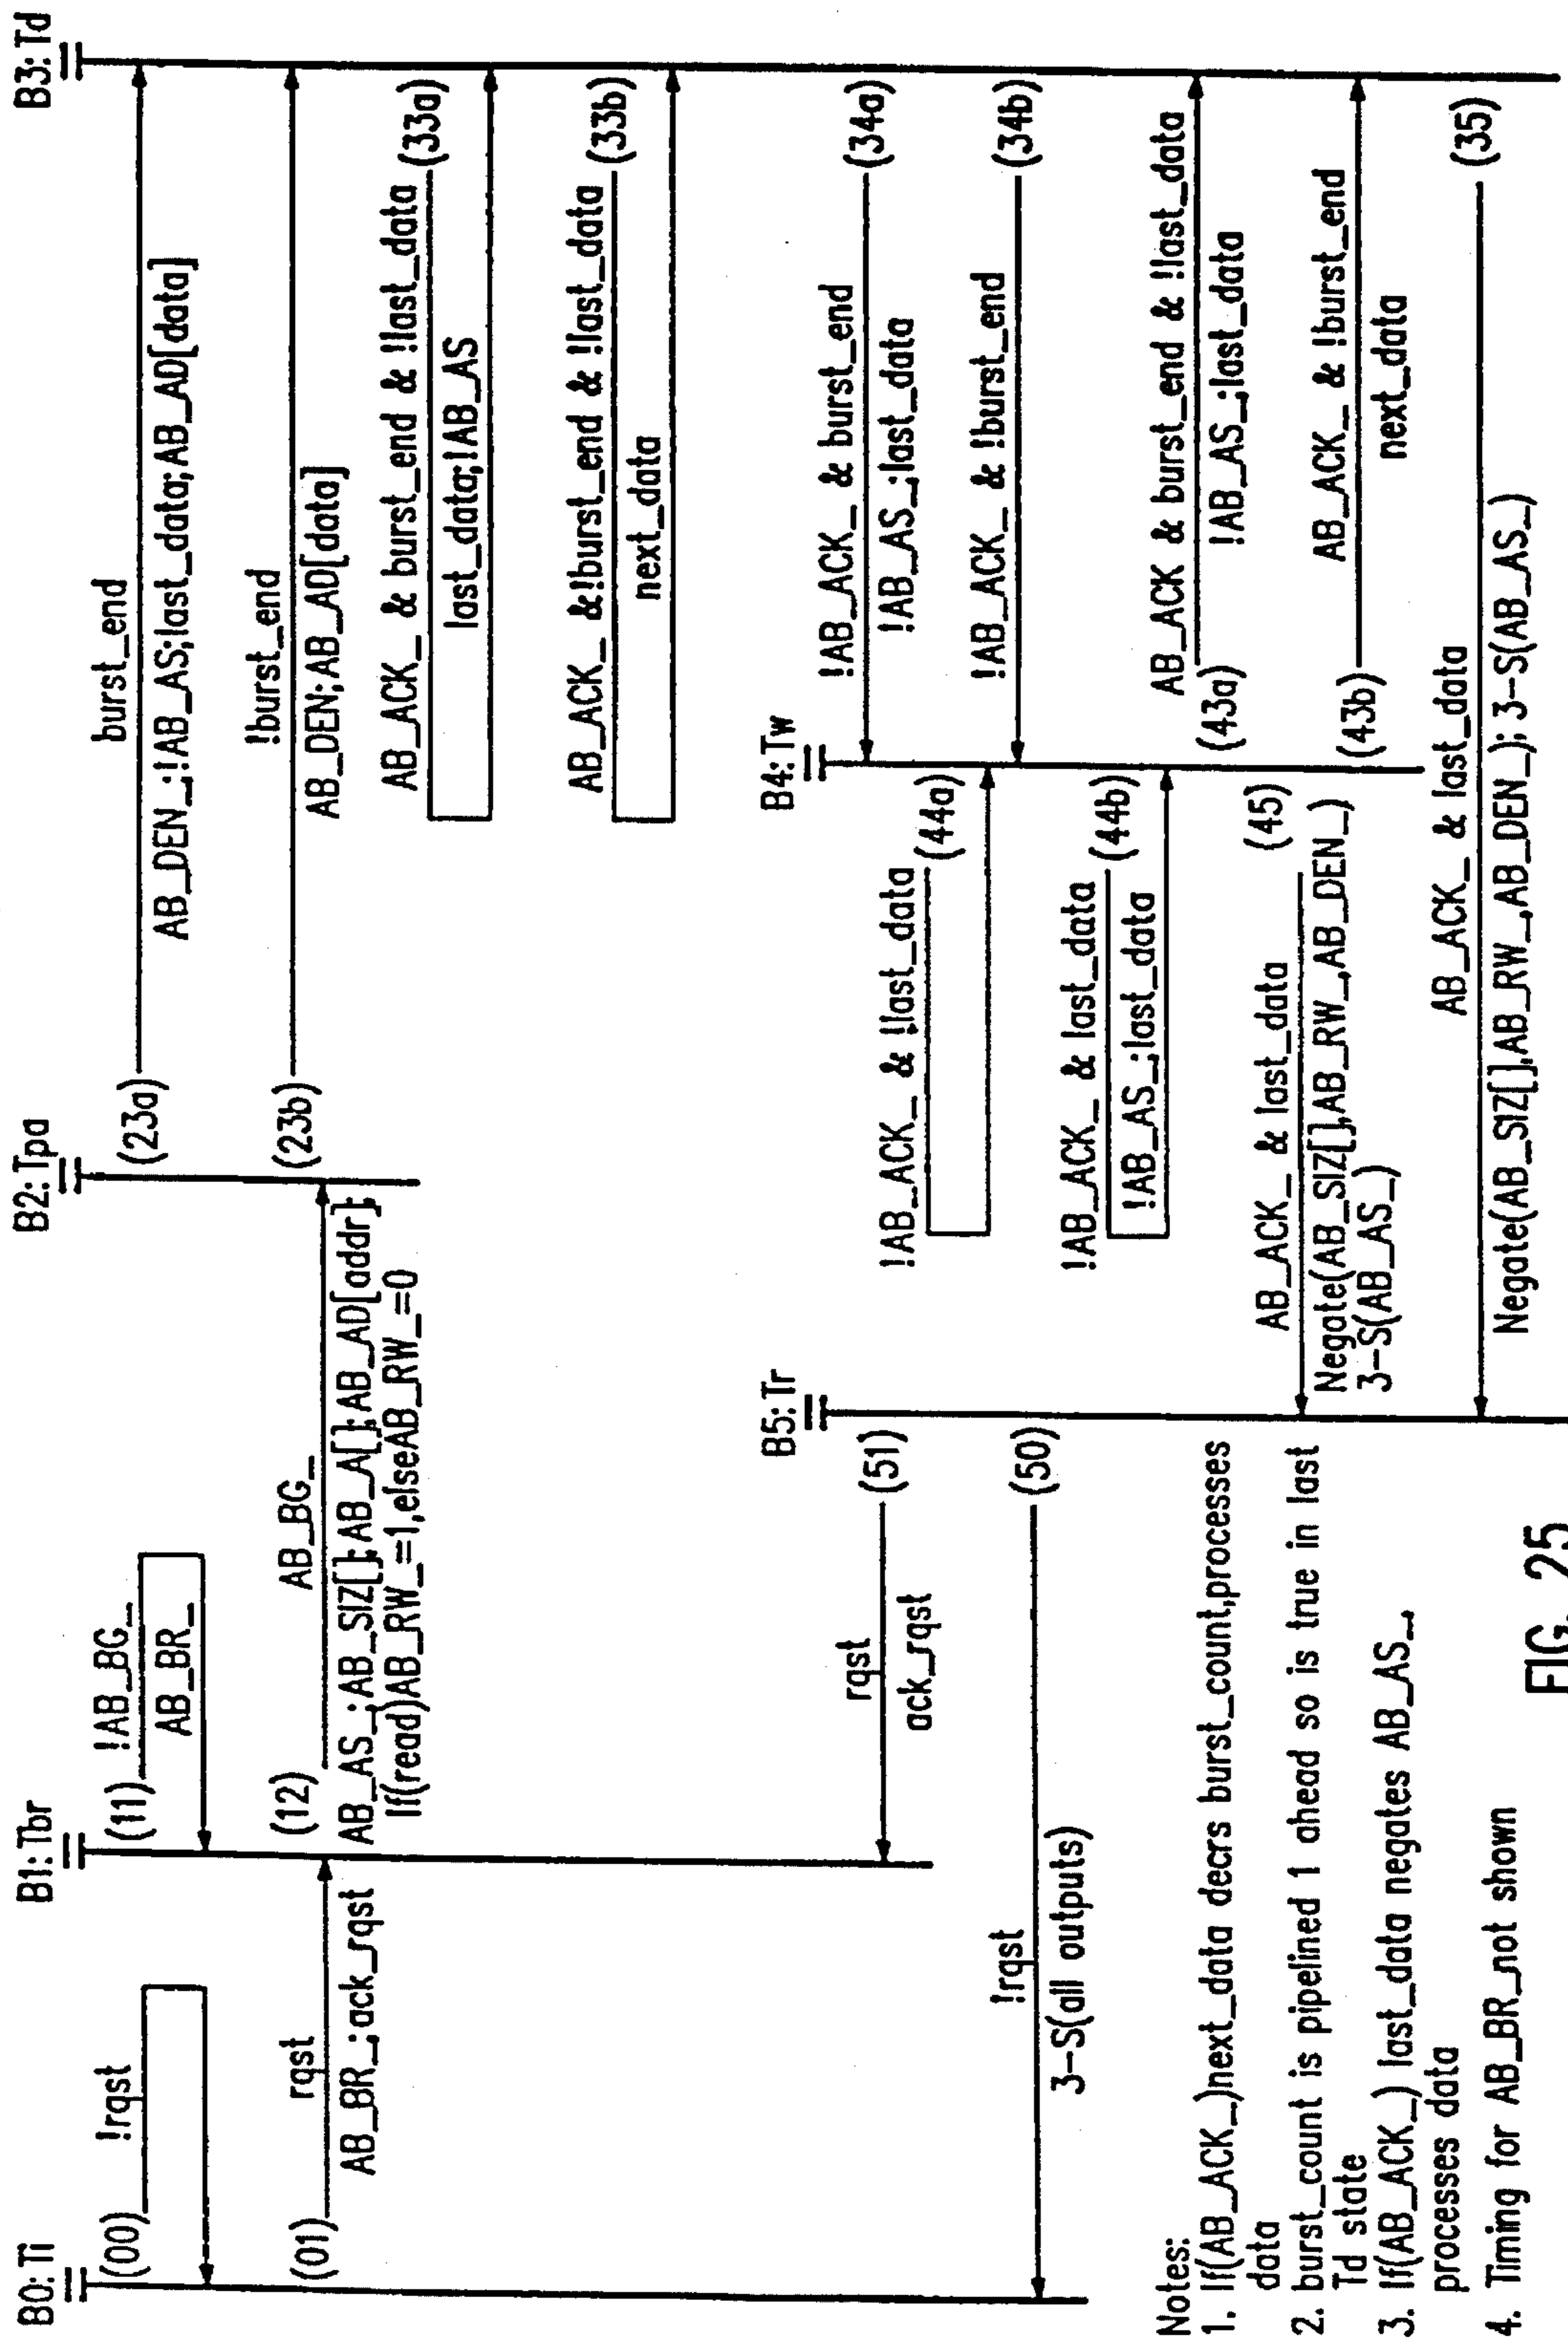 B0: Ti
B1: Tbr
B2: Tpa
B3: Td
(00)
!rqst
(01)
rqst
AB_BR_;ack_rqst
(11)
!AB_BG_
AB_BR_
(12)
AB_BG_
AB_AS_;AB_SIZ[];AB_A[];AB_AD[addr];
If(read)AB_RW_=1,elseAB_RW_=0
(23a)
burst_end
AB_DEN_;!AB_AS;last_data;AB_AD[data]
(23b)
!burst_end
AB_DEN;AB_AD[data]
AB_ACK_ & burst_end & !last_data (33a)
last_data;!AB_AS
AB_ACK_ &!burst_end & !last_data (33b)
next_data
B5: Tr
B4: Tw
rqst
(51)
ack_rqst
!rqst
(50)
3-S(all outputs)
!AB_ACK_ & burst_end
(34a)
!AB_AS_;last_data
!AB_ACK_ & !burst_end
(34b)
!AB_ACK_ & !last_data
(44a)
!AB_ACK_ & last_data
(44b)
!AB_AS_;last_data
AB_ACK & burst_end & !last_data
(43a)
!AB_AS_;last_data
AB_ACK_ & !burst_end
(43b)
next_data
AB_ACK_ & last_data
(45)
Negate(AB_SIZ[],AB_RW_,AB_DEN_)
3-S(AB_AS_)
AB_ACK_ & last_data
(35)
Negate(AB_SIZ[],AB_RW_,AB_DEN_); 3-S(AB_AS_)
Notes:
1. If(AB_ACK_)next_data decrs burst_count,processes
data
2. burst_count is pipelined 1 ahead so is true in last
Td state
3. If(AB_ACK_) last_data negates AB_AS_,
processes data
4. Timing for AB_BR_not shown
FIG. 25